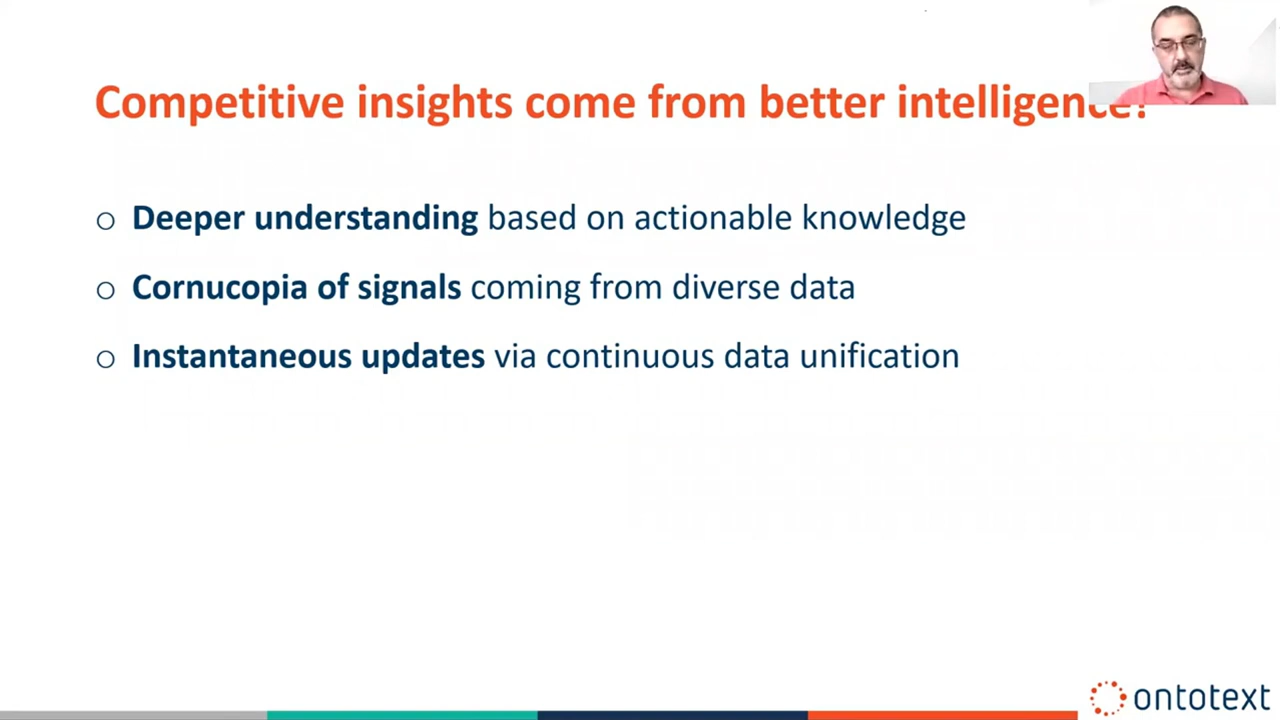 Competitive insights come from better intelligence!
Deeper understanding based on actionable knowledge
Cornucopia of signals coming from diverse data
Instantaneous updates via continuous data unification
ontotext